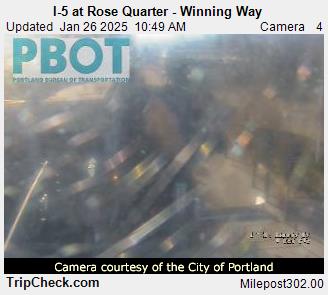 I-5 at Rose Quarter - Winning Way
Updated Jan 26 2025 10:49 AM Camera 4
PBOT
PORTLAND BUREAU OF TRANSPORTATION
Camera courtesy of the City of Portland
TripCheck.com Milepost302.00